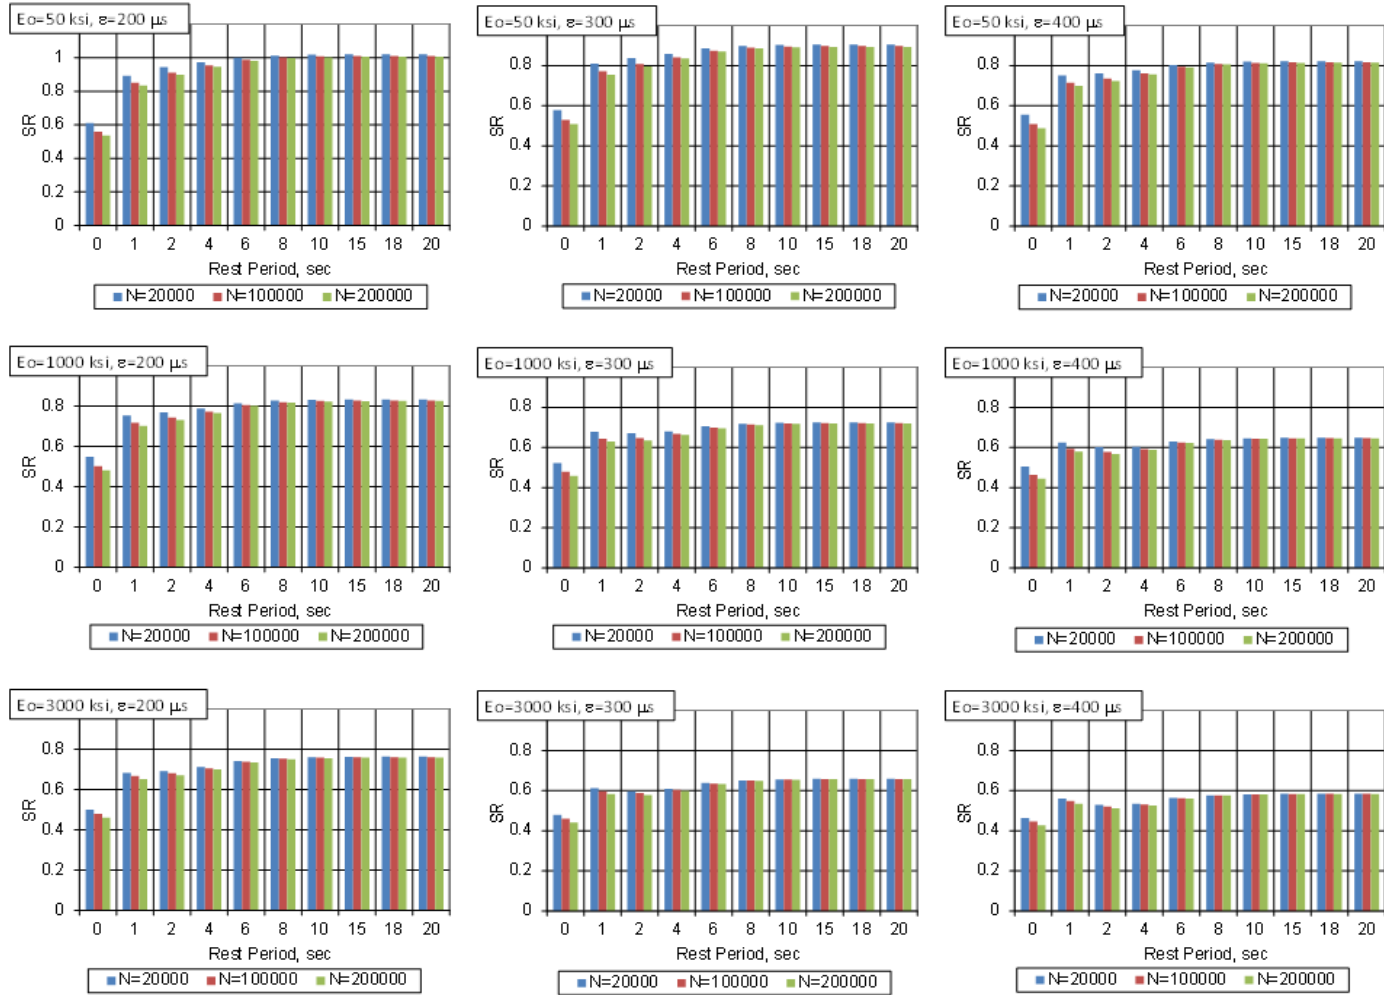 Eo=50 ksi, ε=200 µs
1
0.8
0.6
0.4
0.2
0
SR
0 1 2 4 6 8 10 15 18 20
Rest Period, sec
N=20000 N=100000 N=200000
Eo=50 ksi, ε=300 µs
0.8
0.6
0.4
0.2
0
SR
0 1 2 4 6 8 10 15 18 20
Rest Period, sec
N=20000 N=100000 N=200000
Eo=50 ksi, ε=400 µs
0.8
0.6
0.4
0.2
0
SR
0 1 2 4 6 8 10 15 18 20
Rest Period, sec
N=20000 N=100000 N=200000
Eo=1000 ksi, ε=200 µs
0.8
0.6
0.4
0.2
0
SR
0 1 2 4 6 8 10 15 18 20
Rest Period, sec
N=20000 N=100000 N=200000
Eo=1000 ksi, ε=300 µs
0.8
0.6
0.4
0.2
0
SR
0 1 2 4 6 8 10 15 18 20
Rest Period, sec
N=20000 N=100000 N=200000
Eo=1000 ksi, ε=400 µs
0.8
0.6
0.4
0.2
0
SR
0 1 2 4 6 8 10 15 18 20
Rest Period, sec
N=20000 N=100000 N=200000
Eo=3000 ksi, ε=200 µs
0.8
0.6
0.4
0.2
0
SR
0 1 2 4 6 8 10 15 18 20
Rest Period, sec
N=20000 N=100000 N=200000
Eo=3000 ksi, ε=300 µs
0.8
0.6
0.4
0.2
0
SR
0 1 2 4 6 8 10 15 18 20
Rest Period, sec
N=20000 N=100000 N=200000
Eo=3000 ksi, ε=400 µs
0.8
0.6
0.4
0.2
0
SR
0 1 2 4 6 8 10 15 18 20
Rest Period, sec
N=20000 N=100000 N=200000